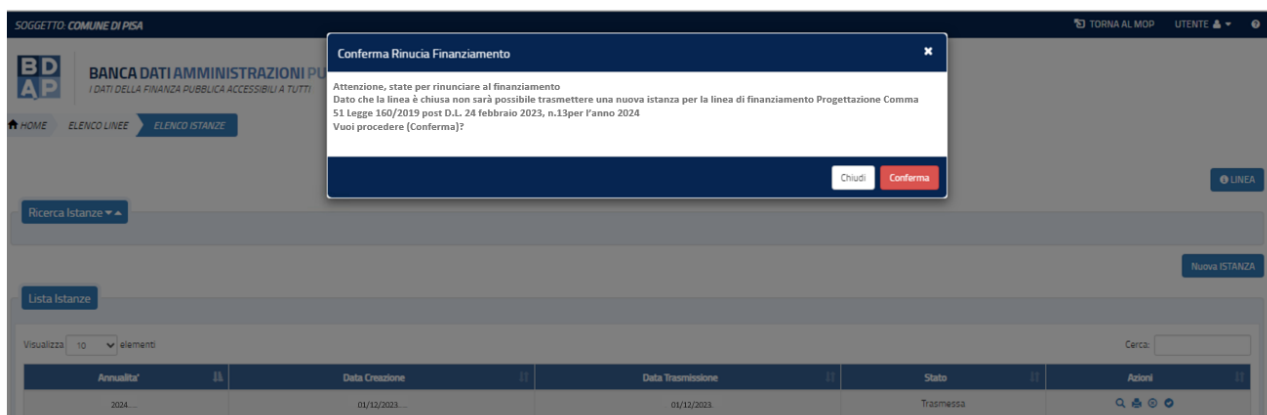 SOGGETTO: COMUNE DI PISA
TORNA AL MOP
UTENTE
BD
AP
BANCA DATI AMMINISTRAZIONI PU
I DATI DELLA FINANZA PUBBLICA ACCESSIBILI A TUTTI
HOME
ELENCO LINEE
ELENCO ISTANZE
Conferma Rinucia Finanziamento
Attenzione, state per rinunciare al finanziamento
Dato che la linea è chiusa non sarà possibile trasmettere una nuova istanza per la linea di finanziamento Progettazione Comma
51 Legge 160/2019 post D.L. 24 febbraio 2023, n.13per l'anno 2024
Vuoi procedere (Conferma)?
Chiudi
Conferma
LINEA
Ricerca Istanze
Nuova ISTANZA
Lista Istanze
Visualizza 10 elementi
Cerca:
Annualita' Data Creazione Data Trasmissione Stato Azioni
2024.... 01/12/2023.... 01/12/2023. Trasmessa